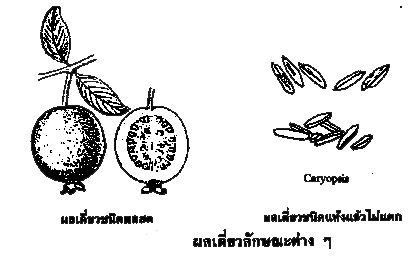 Caryopsis
ผลเดี่ยวชนิดผลสด
ผลเดี่ยวชนิดแห้งแล้วไม่แตก
ผลเดี่ยวลักษณะต่าง ๆ